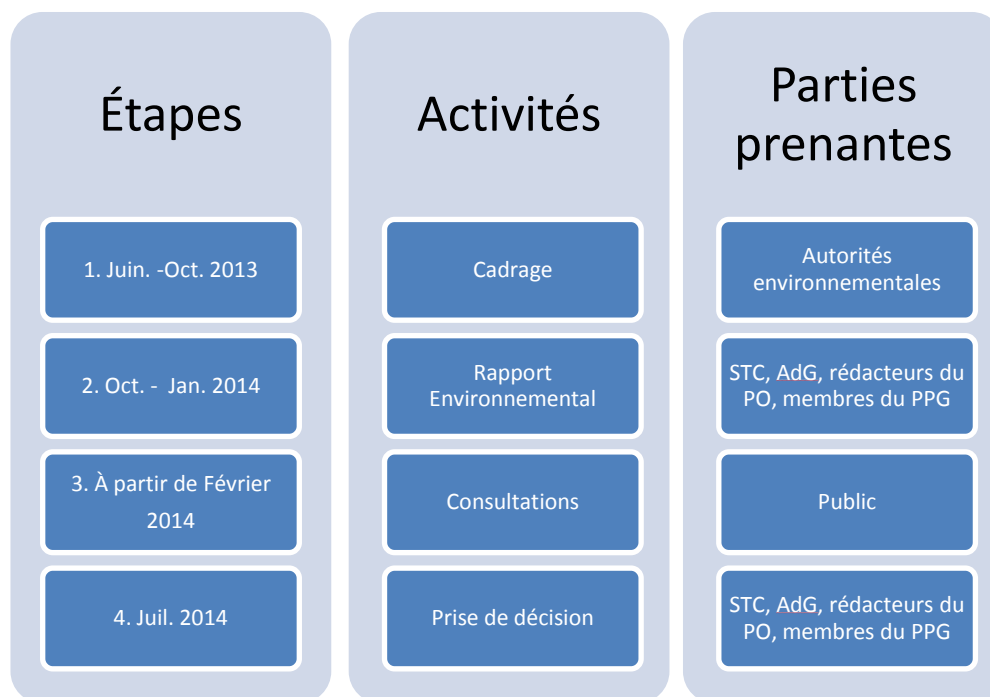 Étapes
1. Juin. -Oct. 2013
2. Oct. - Jan. 2014
3. À partir de Février
2014
4. Juil. 2014
Activités
Cadrage
Rapport
Environnemental
Consultations
Prise de décision
Parties
prenantes
Autorités
environnementales
STC, AdG, rédacteurs du
PO, membres du PPG
Public
STC, AdG, rédacteurs du
PO, membres du PPG